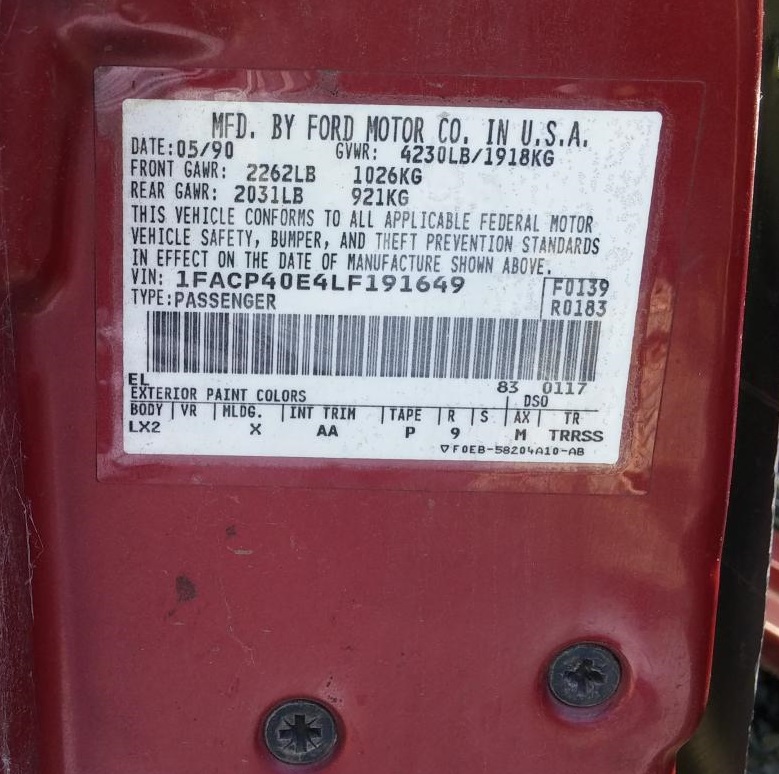 MFD. BY FORD MOTOR CO. IN U.S.A.
DATE:05/90 GVWR: 4230LB/1918KG
FRONT GAWR: 2262LB 1026KG
REAR GAWR: 2031LB 921KG
THIS VEHICLE CONFORMS TO ALL APPLICABLE FEDERAL MOTOR
VEHICLE SAFETY, BUMPER, AND THEFT PREVENTION STANDARDS
IN EFFECT ON THE DATE OF MANUFACTURE SHOWN ABOVE.
VIN: 1FACP40E4LF191649 F0139
TYPE:PASSENGER R0183
EL 83 0117
EXTERIOR PAINT COLORS DSO
BODY VR MLDG. INT TRIM TAPE R S AX TR
LX2 X AA P 9 M TRRSS
▽F0EB-58204A10-AB